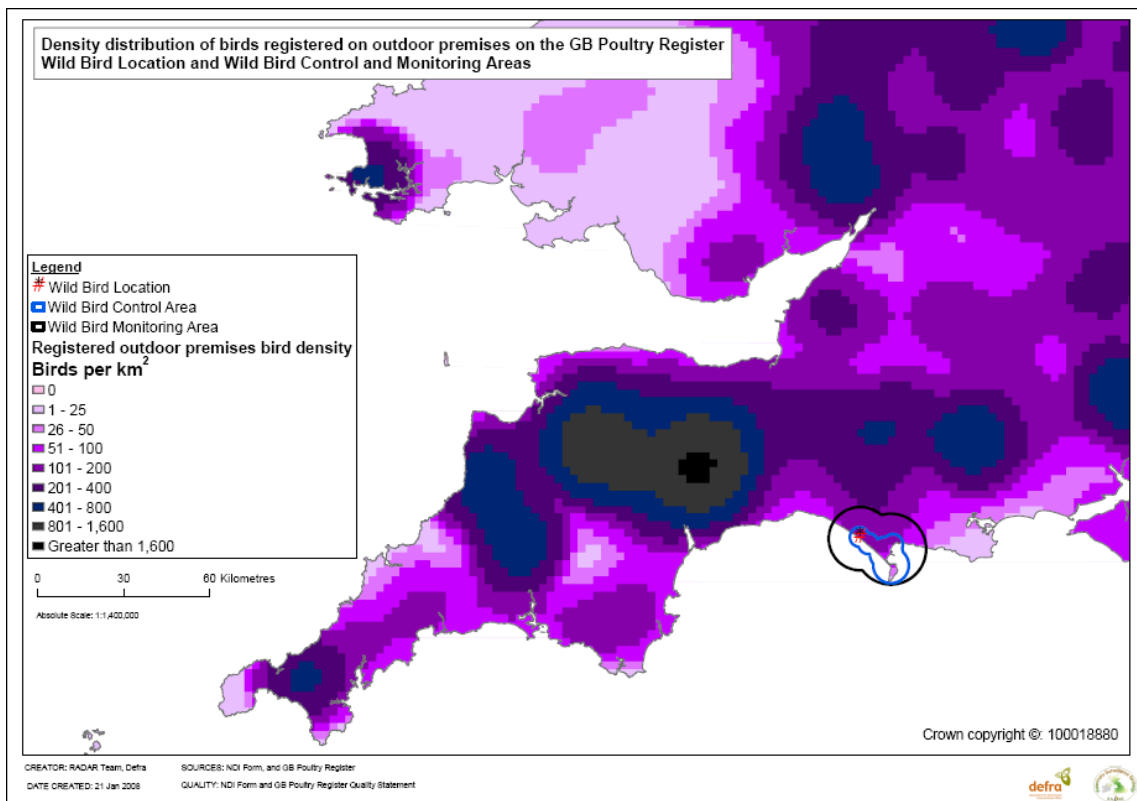 Density distribution of birds registered on outdoor premises on the GB Poultry Register
Wild Bird Location and Wild Bird Control and Monitoring Areas
Legend
Wild Bird Location
Wild Bird Control Area
Wild Bird Monitoring Area
Registered outdoor premises bird density
Birds per km²
0
1 - 25
26 - 50
51 - 100
101 - 200
201 - 400
401 - 800
801 - 1,600
Greater than 1,600
0 30 60 Kilometres
Absolute Scale: 1:1,400,000
Crown copyright ©: 100018880
CREATOR: RADAR Team, Defra
SOURCES: NDI Form, and GB Poultry Register
DATE CREATED: 21 Jan 2008
QUALITY: NDI Form and GB Poultry Register Quality Statement
defra